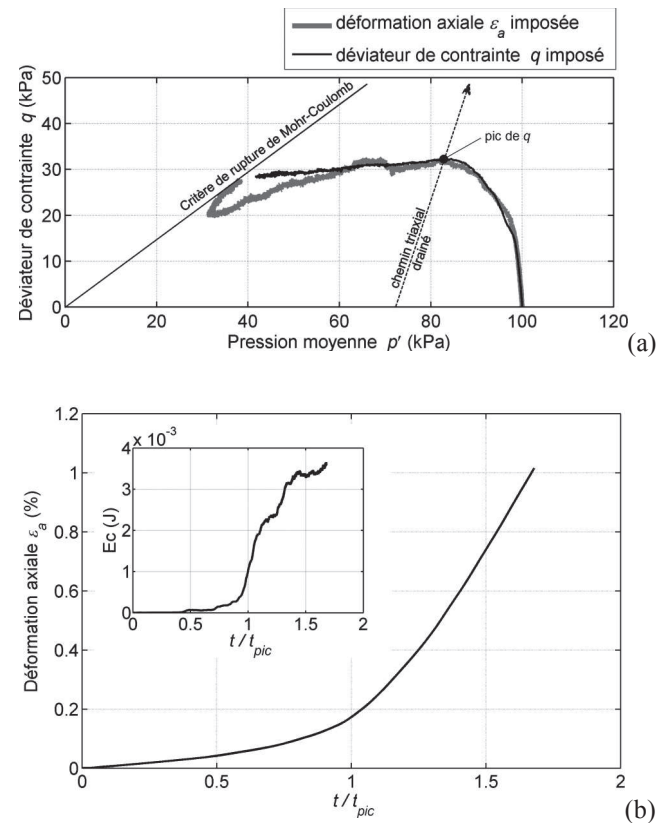 déformation axiale εa imposée
déviateur de contrainte q imposé
Déviateur de contrainte q (kPa)
50
40
30
20
10
0
Critère de rupture de Mohr-Coulomb
pic de q
chemin triaxial
drainé
0 20 40 60 80 100 120
Pression moyenne p' (kPa)
(a)
Déformation axiale εa (%)
1.2
1
0.8
0.6
0.4
0.2
0
4 x 10-3
3
2
1
0
Ec (J)
0 0.5 1 1.5 2
t / tpic
0 0.5 1 1.5 2
t / tpic
(b)